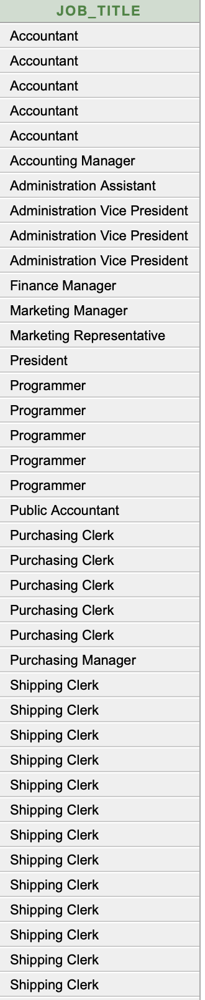 JOB_TITLE
Accountant
Accountant
Accountant
Accountant
Accountant
Accounting Manager
Administration Assistant
Administration Vice President
Administration Vice President
Administration Vice President
Finance Manager
Marketing Manager
Marketing Representative
President
Programmer
Programmer
Programmer
Programmer
Programmer
Public Accountant
Purchasing Clerk
Purchasing Clerk
Purchasing Clerk
Purchasing Clerk
Purchasing Clerk
Purchasing Manager
Shipping Clerk
Shipping Clerk
Shipping Clerk
Shipping Clerk
Shipping Clerk
Shipping Clerk
Shipping Clerk
Shipping Clerk
Shipping Clerk
Shipping Clerk
Shipping Clerk
Shipping Clerk
Shipping Clerk